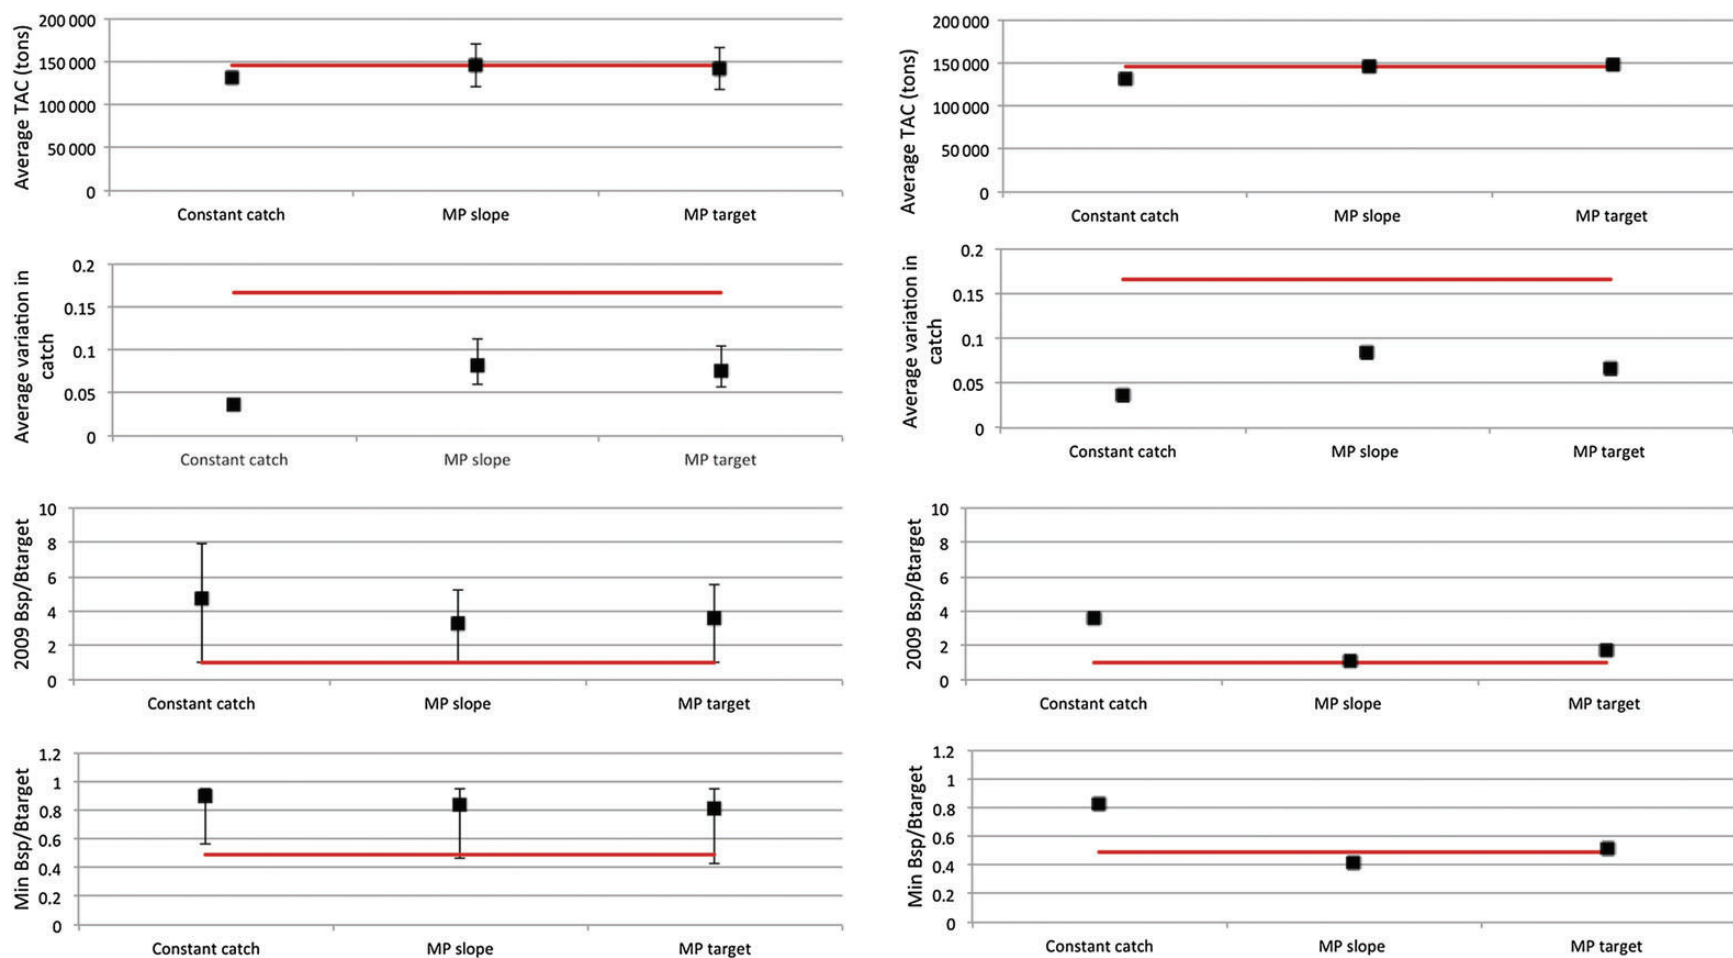 Average TAC (tons)
200 000
150 000
100 000
50 000
0
Constant catch MP slope MP target
Average TAC (tons)
200 000
150 000
100 000
50 000
0
Constant catch MP slope MP target
Average variation in
catch
0.2
0.15
0.1
0.05
0
Constant catch MP slope MP target
Average variation in
catch
0.2
0.15
0.1
0.05
0
Constant catch MP slope MP target
2009 Bsp/Btarget
10
8
6
4
2
0
Constant catch MP slope MP target
2009 Bsp/Btarget
10
8
6
4
2
0
Constant catch MP slope MP target
Min Bsp/Btarget
1.2
1
0.8
0.6
0.4
0.2
0
Constant catch MP slope MP target
Min Bsp/Btarget
1.2
1
0.8
0.6
0.4
0.2
0
Constant catch MP slope MP target